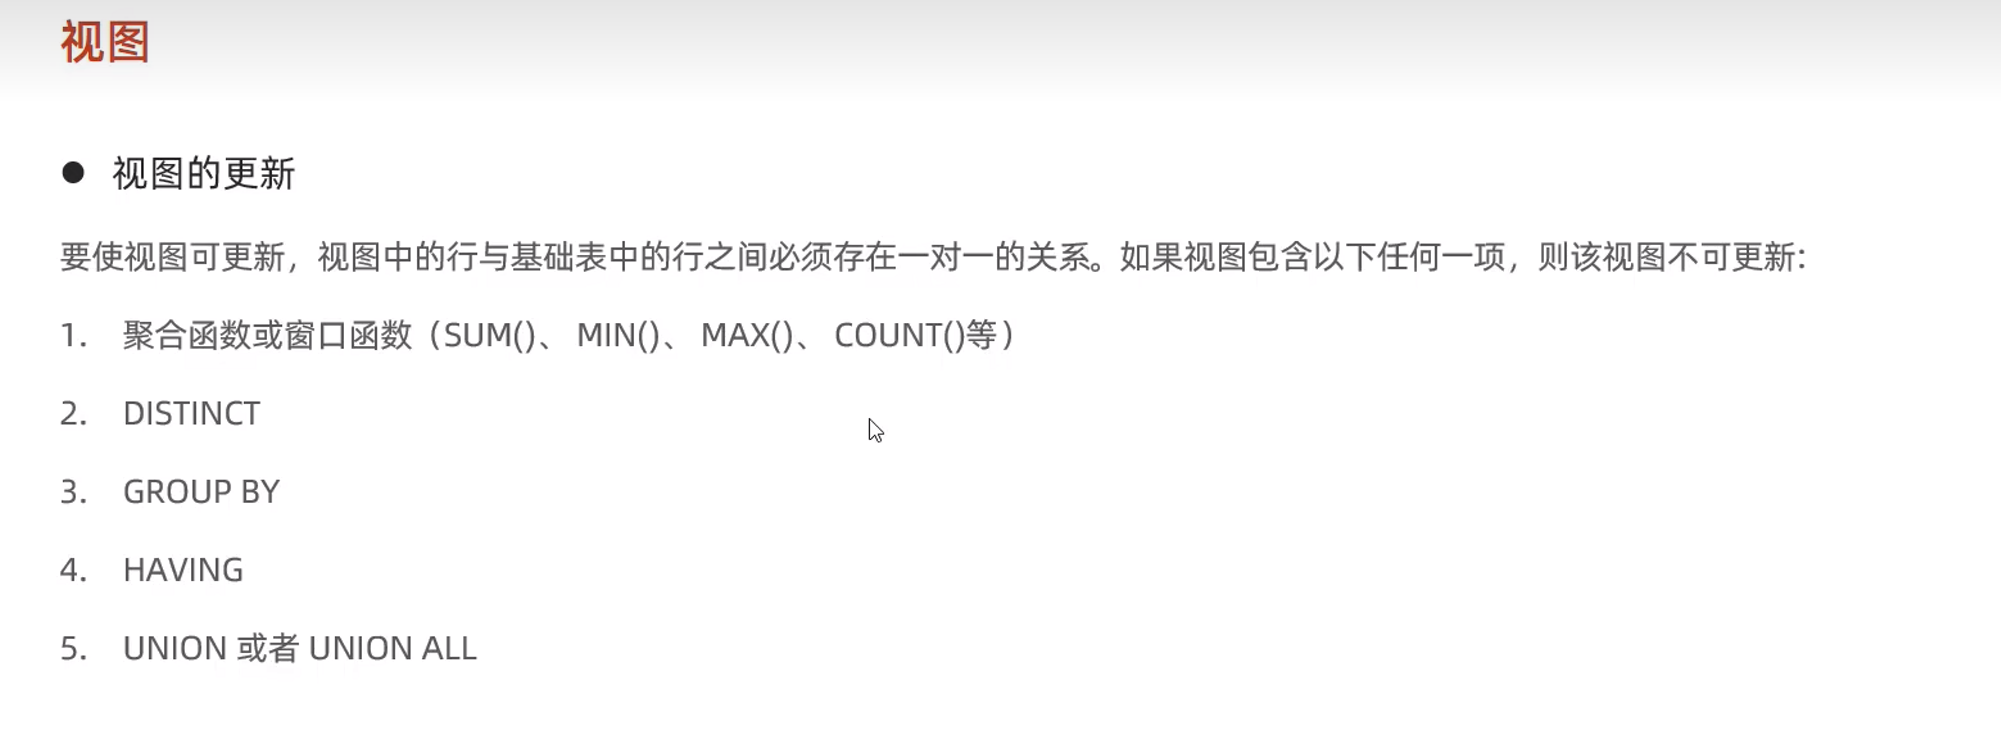 视图
● 视图的更新
要使视图可更新，视图中的行与基础表中的行之间必须存在一对一的关系。如果视图包含以下任何一项，则该视图不可更新：
1. 聚合函数或窗口函数（SUM()、 MIN()、 MAX()、 COUNT()等）
2. DISTINCT
3. GROUP BY
4. HAVING
5. UNION 或者 UNION ALL